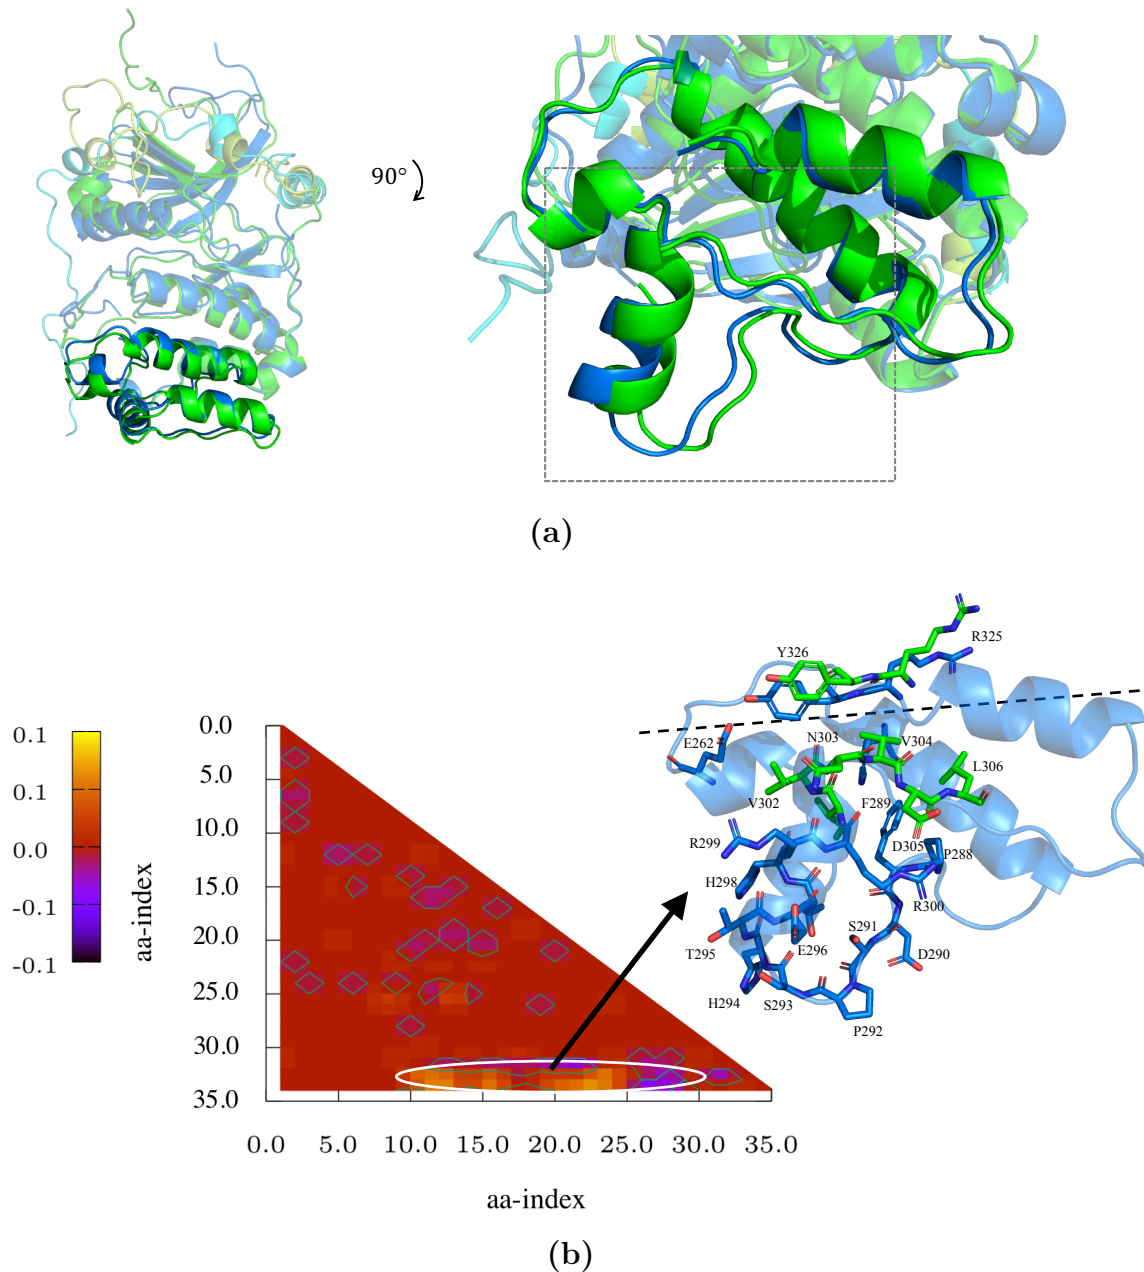 90°
(a)
R325
Y326
E262
N303
V304
L306
V302
F289
R299
D305
P288
H298
R300
S291
T295
E296
D290
H294
S293
P292
0.1
0.1
0.0
-0.1
-0.1
aa-index
0.0
5.0
10.0
15.0
20.0
25.0
30.0
35.0
0.0 5.0 10.0 15.0 20.0 25.0 30.0 35.0
aa-index
(b)